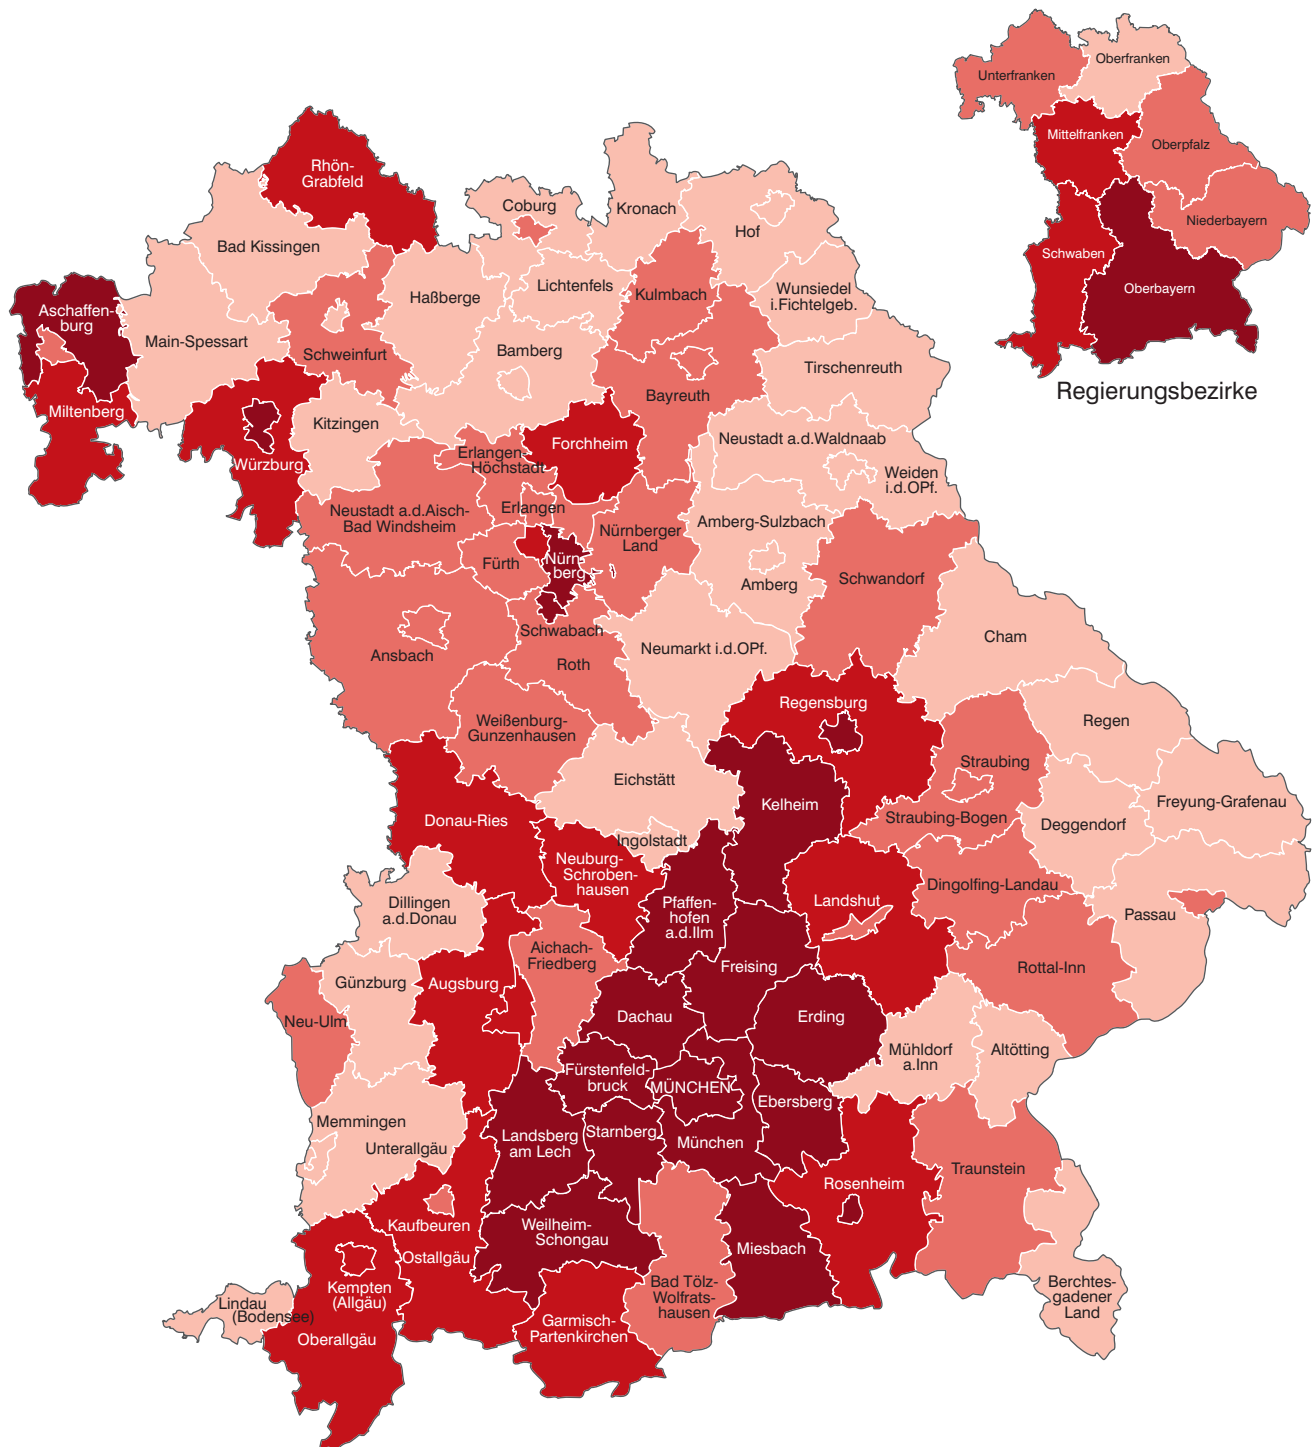 Oberfranken
Unterfranken
Mittelfranken
Oberpfalz
Niederbayern
Schwaben
Oberbayern
Regierungsbezirke
Rhön-
Grabfeld
Coburg
Kronach
Hof
Bad Kissingen
Haßberge
Lichtenfels
Kulmbach
Wunsiedel
i.Fichtelgeb.
Aschaffen-
burg
Main-Spessart
Schweinfurt
Bamberg
Tirschenreuth
Bayreuth
Miltenberg
Kitzingen
Forchheim
Neustadt a.d.Waldnaab
Würzburg
Erlangen-
Höchstadt
Weiden
i.d.OPf.
Neustadt a.d.Aisch-
Bad Windsheim
Erlangen
Nürnberger
Land
Amberg-Sulzbach
Fürth
Nürn-
berg
Amberg
Schwandorf
Schwabach
Cham
Ansbach
Roth
Neumarkt i.d.OPf.
Regensburg
Regen
Weißenburg-
Gunzenhausen
Eichstätt
Straubing
Kelheim
Freyung-Grafenau
Donau-Ries
Straubing-Bogen
Deggendorf
Ingolstadt
Neuburg-
Schroben-
hausen
Dillingen
a.d.Donau
Pfaffen-
hofen
a.d.Ilm
Landshut
Dingolfing-Landau
Passau
Aichach-
Friedberg
Freising
Rottal-Inn
Günzburg
Augsburg
Neu-Ulm
Dachau
Erding
Mühldorf
a.Inn
Altötting
Fürstenfeld-
bruck
MÜNCHEN
Ebersberg
Memmingen
Unterallgäu
Landsberg
am Lech
Starnberg
München
Traunstein
Rosenheim
Kaufbeuren
Weilheim-
Schongau
Miesbach
Ostallgäu
Kempten
(Allgäu)
Bad Tölz-
Wolfrats-
hausen
Berchtes-
gadener
Land
Lindau
(Bodensee)
Oberallgäu
Garmisch-
Partenkirchen